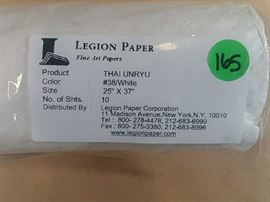 LEGION PAPER
Fine Art Papers
165
Product : THAI UNRYU
Color : #38/White
Size : 25" X 37"
No. of Shts. : 10
Distributed By : Legion Paper Corporation
11 Madison Avenue, New York, N.Y. 10010
Tel : 800- 278-4478, 212-683-6990
Fax : 800- 275-3380, 212-683-8996
www.legionpaper.com